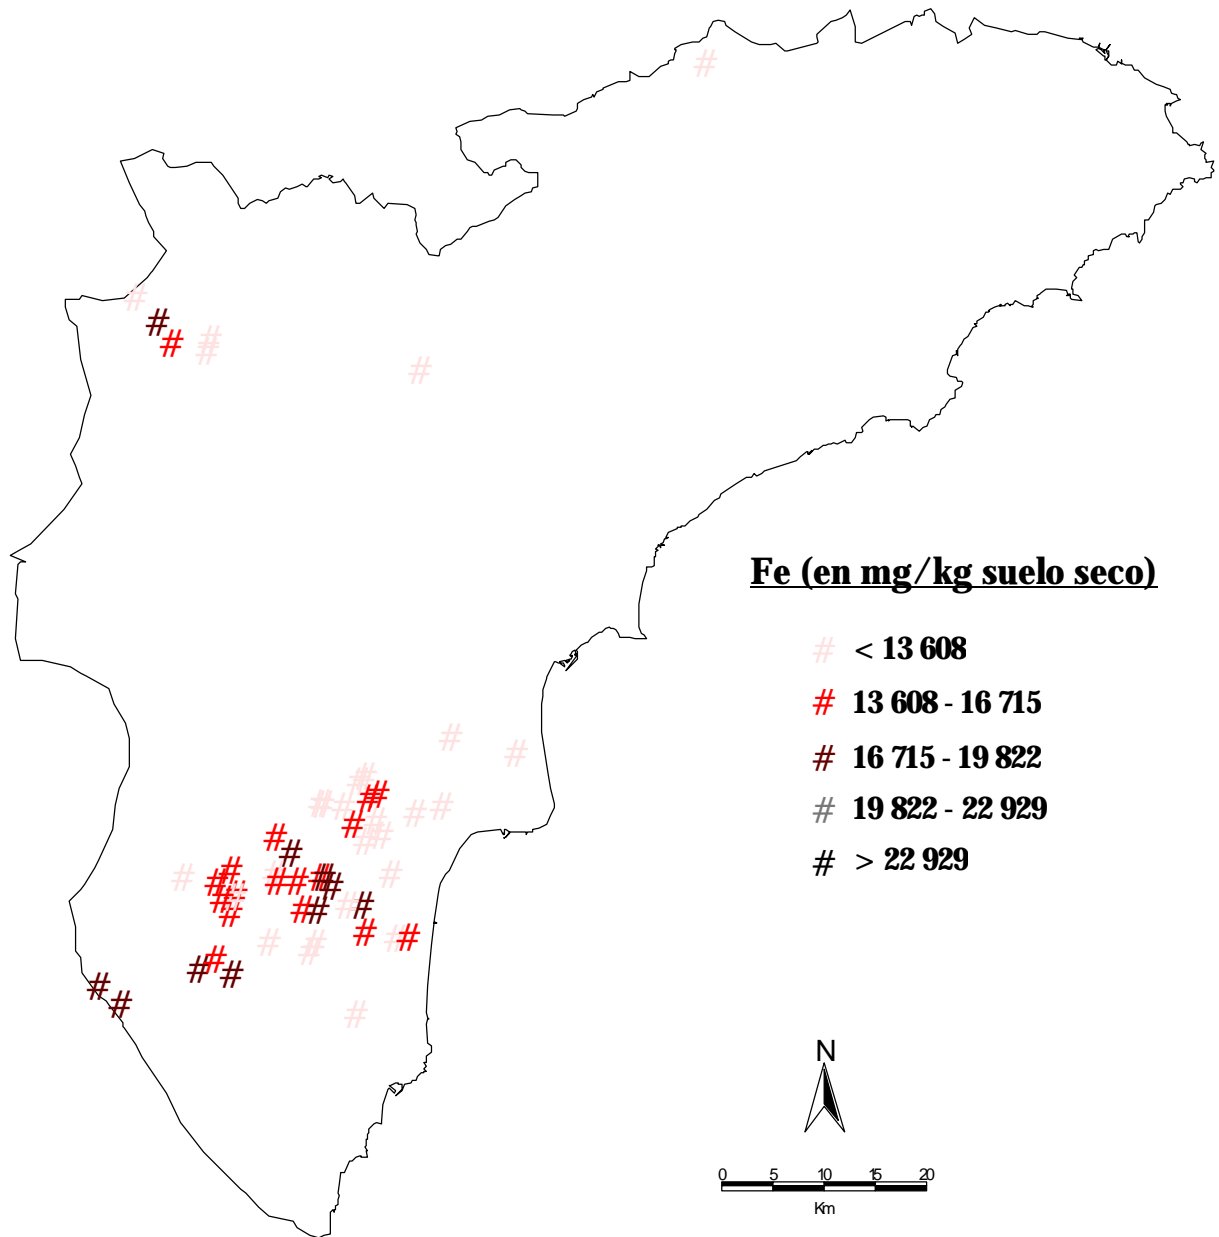 Fe (en mg/kg suelo seco)
# < 13 608
# 13 608 - 16 715
# 16 715 - 19 822
# 19 822 - 22 929
# > 22 929
N
0 5 10 15 20
Km